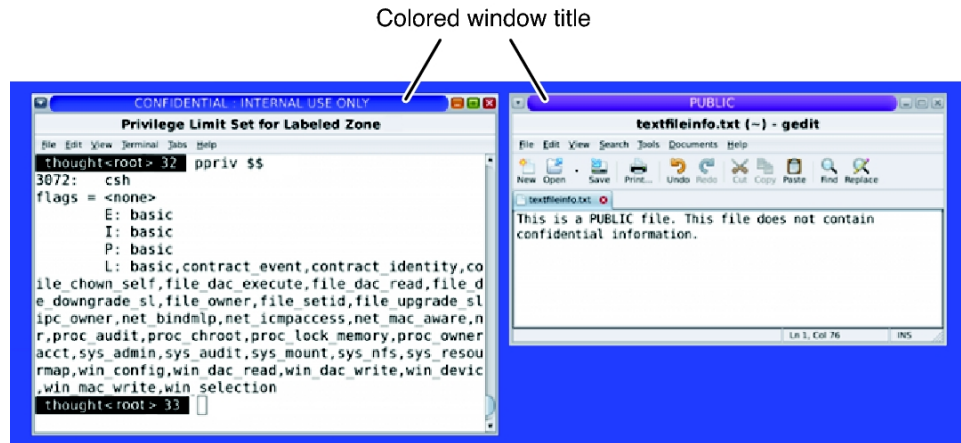 Colored window title
CONFIDENTIAL : INTERNAL USE ONLY
Privilege Limit Set for Labeled Zone
File Edit View Terminal Tabs Help
thought<root> 32 ppriv $$
3072: csh
flags = <none>
E: basic
I: basic
P: basic
L: basic,contract_event,contract_identity,co
ile_chown_self,file_dac_execute,file_dac_read,file_d
e_downgrade_sl,file_owner,file_setid,file_upgrade_sl
ipc_owner,net_bindmlp,net_icmpaccess,net_mac_aware,n
r,proc_audit,proc_chroot,proc_lock_memory,proc_owner
acct,sys_admin,sys_audit,sys_mount,sys_nfs,sys_resou
rmap,win_config,win_dac_read,win_dac_write,win_devic
,win_mac_write,win_selection
thought<root> 33
PUBLIC
textfileinfo.txt (~) - gedit
File Edit View Search Tools Documents Help
New Open Save Print... Undo Redo Cut Copy Paste Find Replace
textfileinfo.txt
This is a PUBLIC file. This file does not contain
confidential information.
Ln 1, Col 76 INS